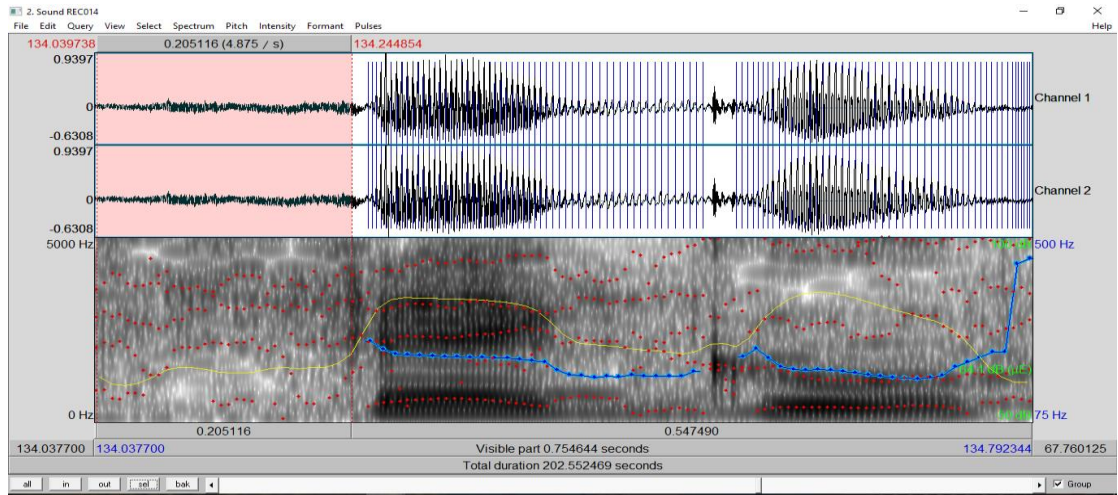 2. Sound REC014
File Edit Query View Select Spectrum Pitch Intensity Formant Pulses Help
134.039738 0.205116 (4.875 / s) 134.244854
0.9397
0
-0.6308
Channel 1
0.9397
0
-0.6308
Channel 2
5000 Hz
500 Hz
0 Hz
75 Hz
0.205116 0.547490
134.037700 134.037700 Visible part 0.754644 seconds 134.792344 67.760125
Total duration 202.552469 seconds
all in out sel bak Group